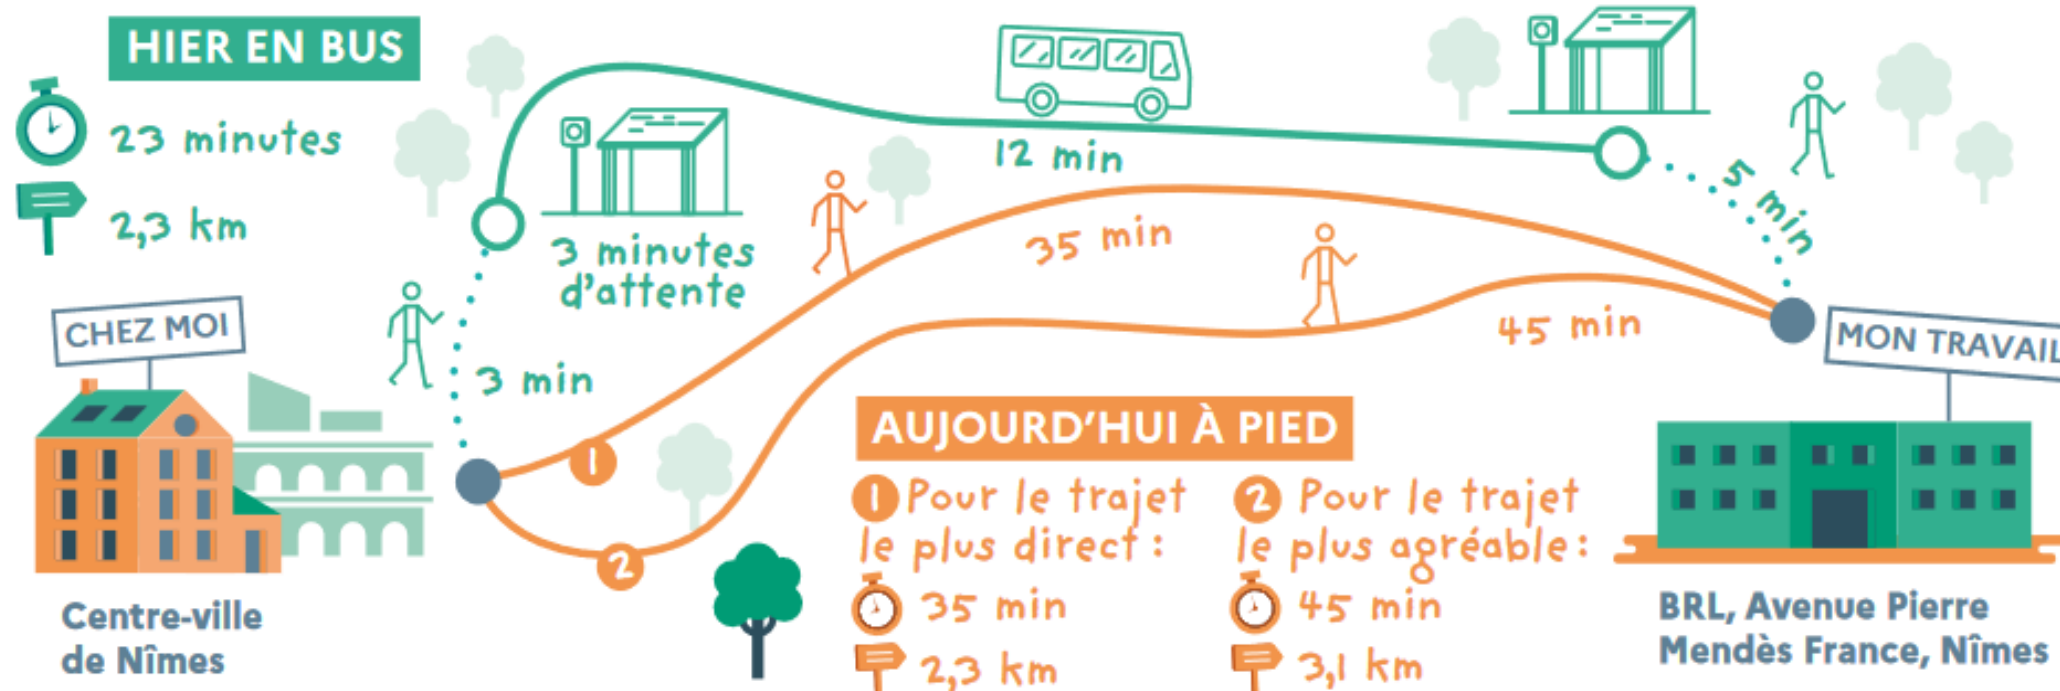 HIER EN BUS
23 minutes
2,3 km
CHEZ MOI
Centre-ville
de Nîmes
3 min
3 minutes
d'attente
12 min
5 min
35 min
45 min
MON TRAVAIL
AUJOURD'HUI À PIED
1 Pour le trajet
le plus direct :
35 min
2,3 km
2 Pour le trajet
le plus agréable :
45 min
3,1 km
1
2
BRL, Avenue Pierre
Mendès France, Nîmes